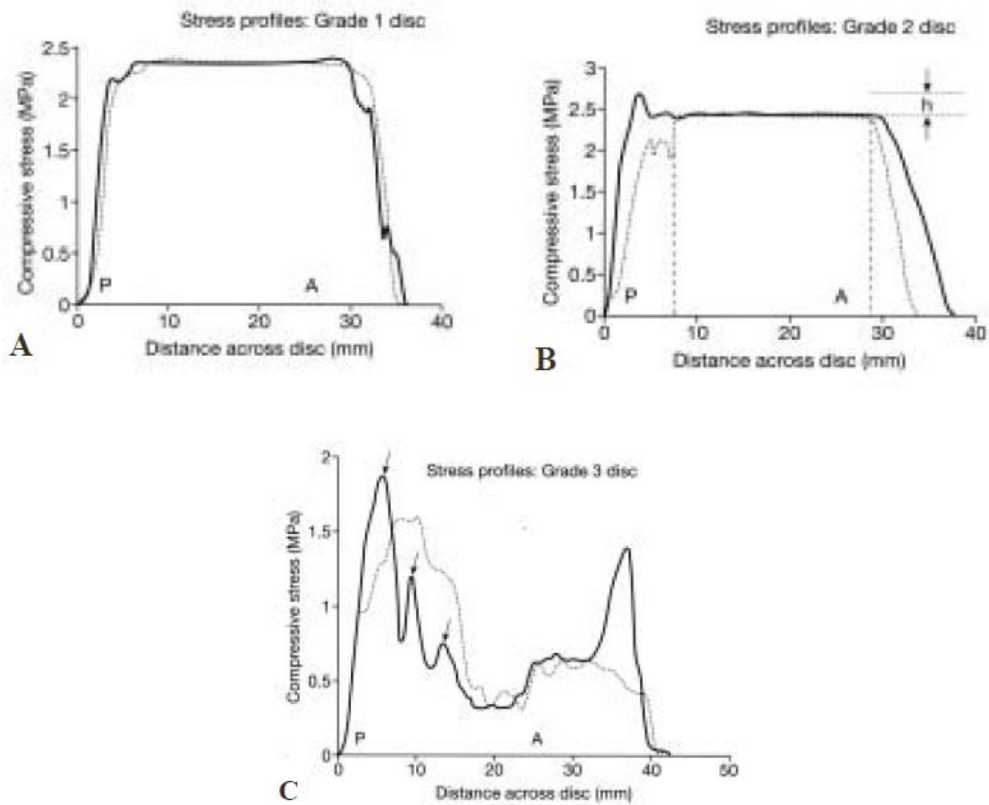 Stress profiles: Grade 1 disc
Compressive stress (MPa)
2.5
2
1.5
1
0.5
0
P
A
0
10
20
30
40
Distance across disc (mm)
A
Stress profiles: Grade 2 disc
Compressive stress (MPa)
3
2.5
2
1.5
1
0.5
0
h
P
A
0
10
20
30
40
Distance across disc (mm)
B
Stress profiles: Grade 3 disc
Compressive stress (MPa)
2
1.5
1
0.5
0
P
A
0
10
20
30
40
50
Distance across disc (mm)
C